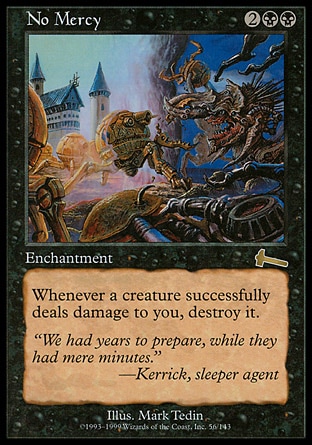 No Mercy 2
Enchantment
Whenever a creature successfully
deals damage to you, destroy it.
“We had years to prepare, while they
had mere minutes.”
—Kerrick, sleeper agent
Illus. Mark Tedin
©1993-1999 Wizards of the Coast, Inc. 56/143